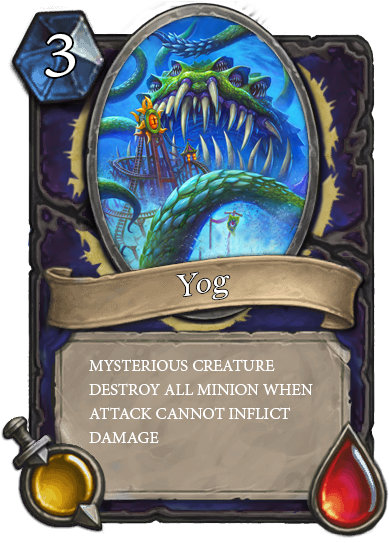 3
Yog
MYSTERIOUS CREATURE
DESTROY ALL MINION WHEN
ATTACK CANNOT INFLICT
DAMAGE